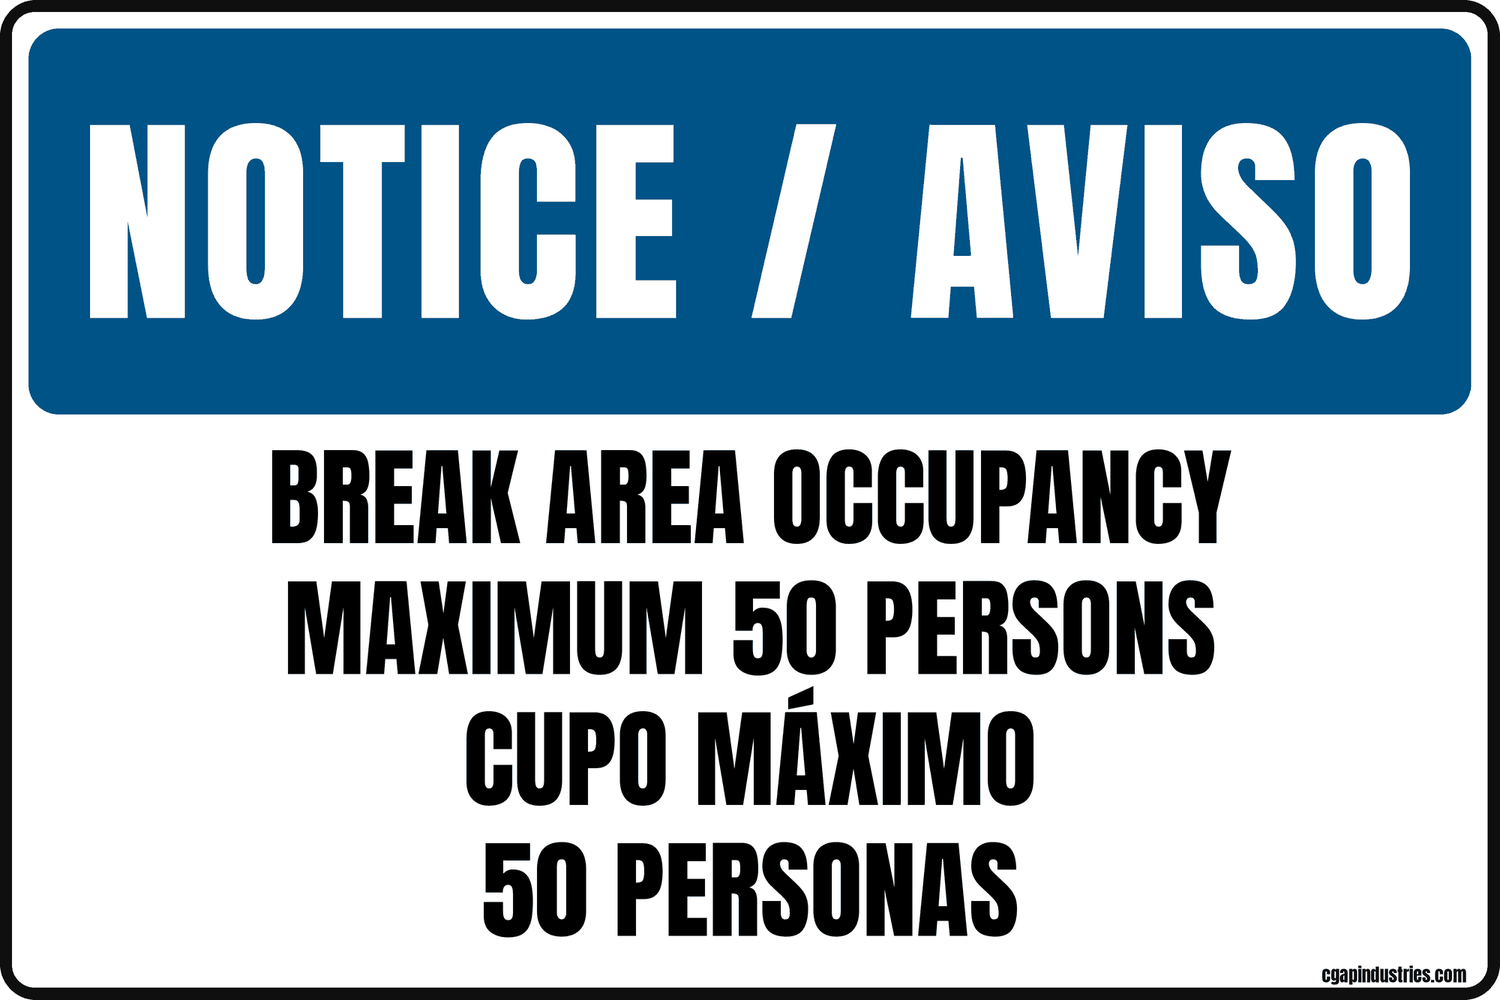 NOTICE / AVISO
BREAK AREA OCCUPANCY
MAXIMUM 50 PERSONS
CUPO MÁXIMO
50 PERSONAS
cgapindustries.com